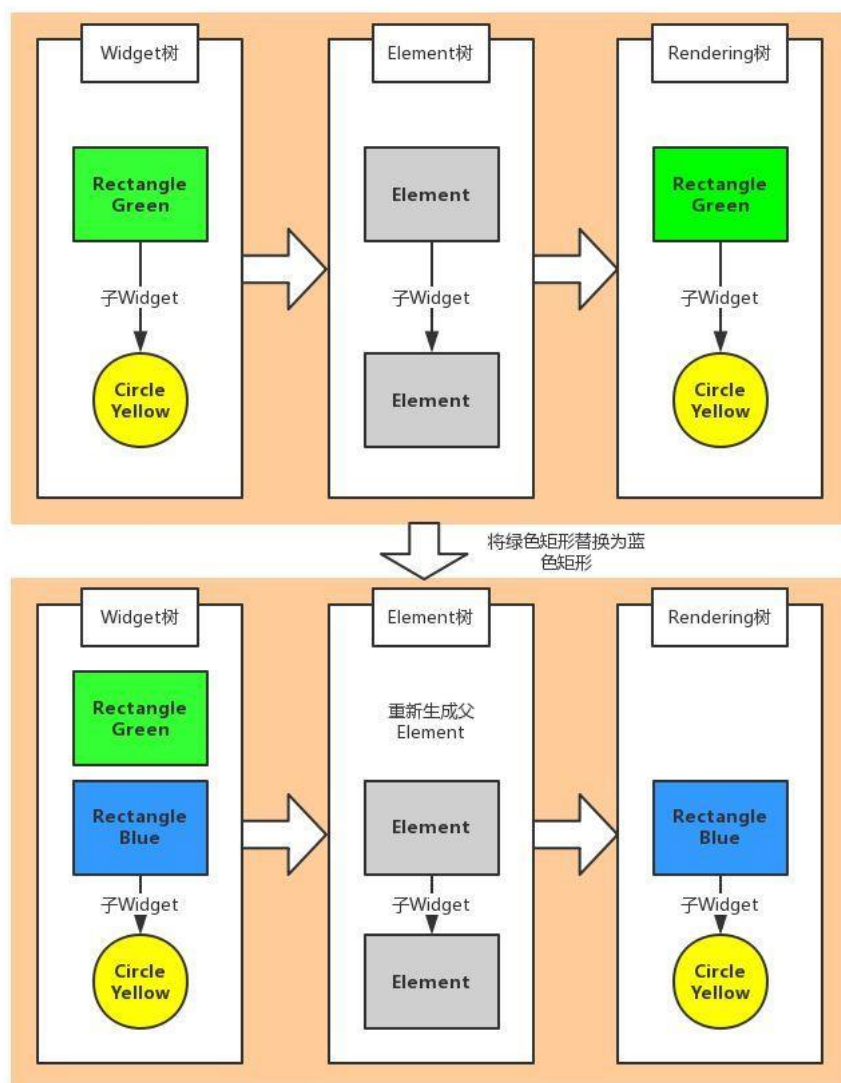 Widget树
Element树
Rendering树
Rectangle
Green
Element
Rectangle
Green
子Widget
子Widget
子Widget
Circle
Yellow
Element
Circle
Yellow
将绿色矩形替换为蓝
色矩形
Widget树
Element树
Rendering树
Rectangle
Green
重新生成父
Element
Rectangle
Blue
Element
Rectangle
Blue
子Widget
子Widget
子Widget
Circle
Yellow
Element
Circle
Yellow